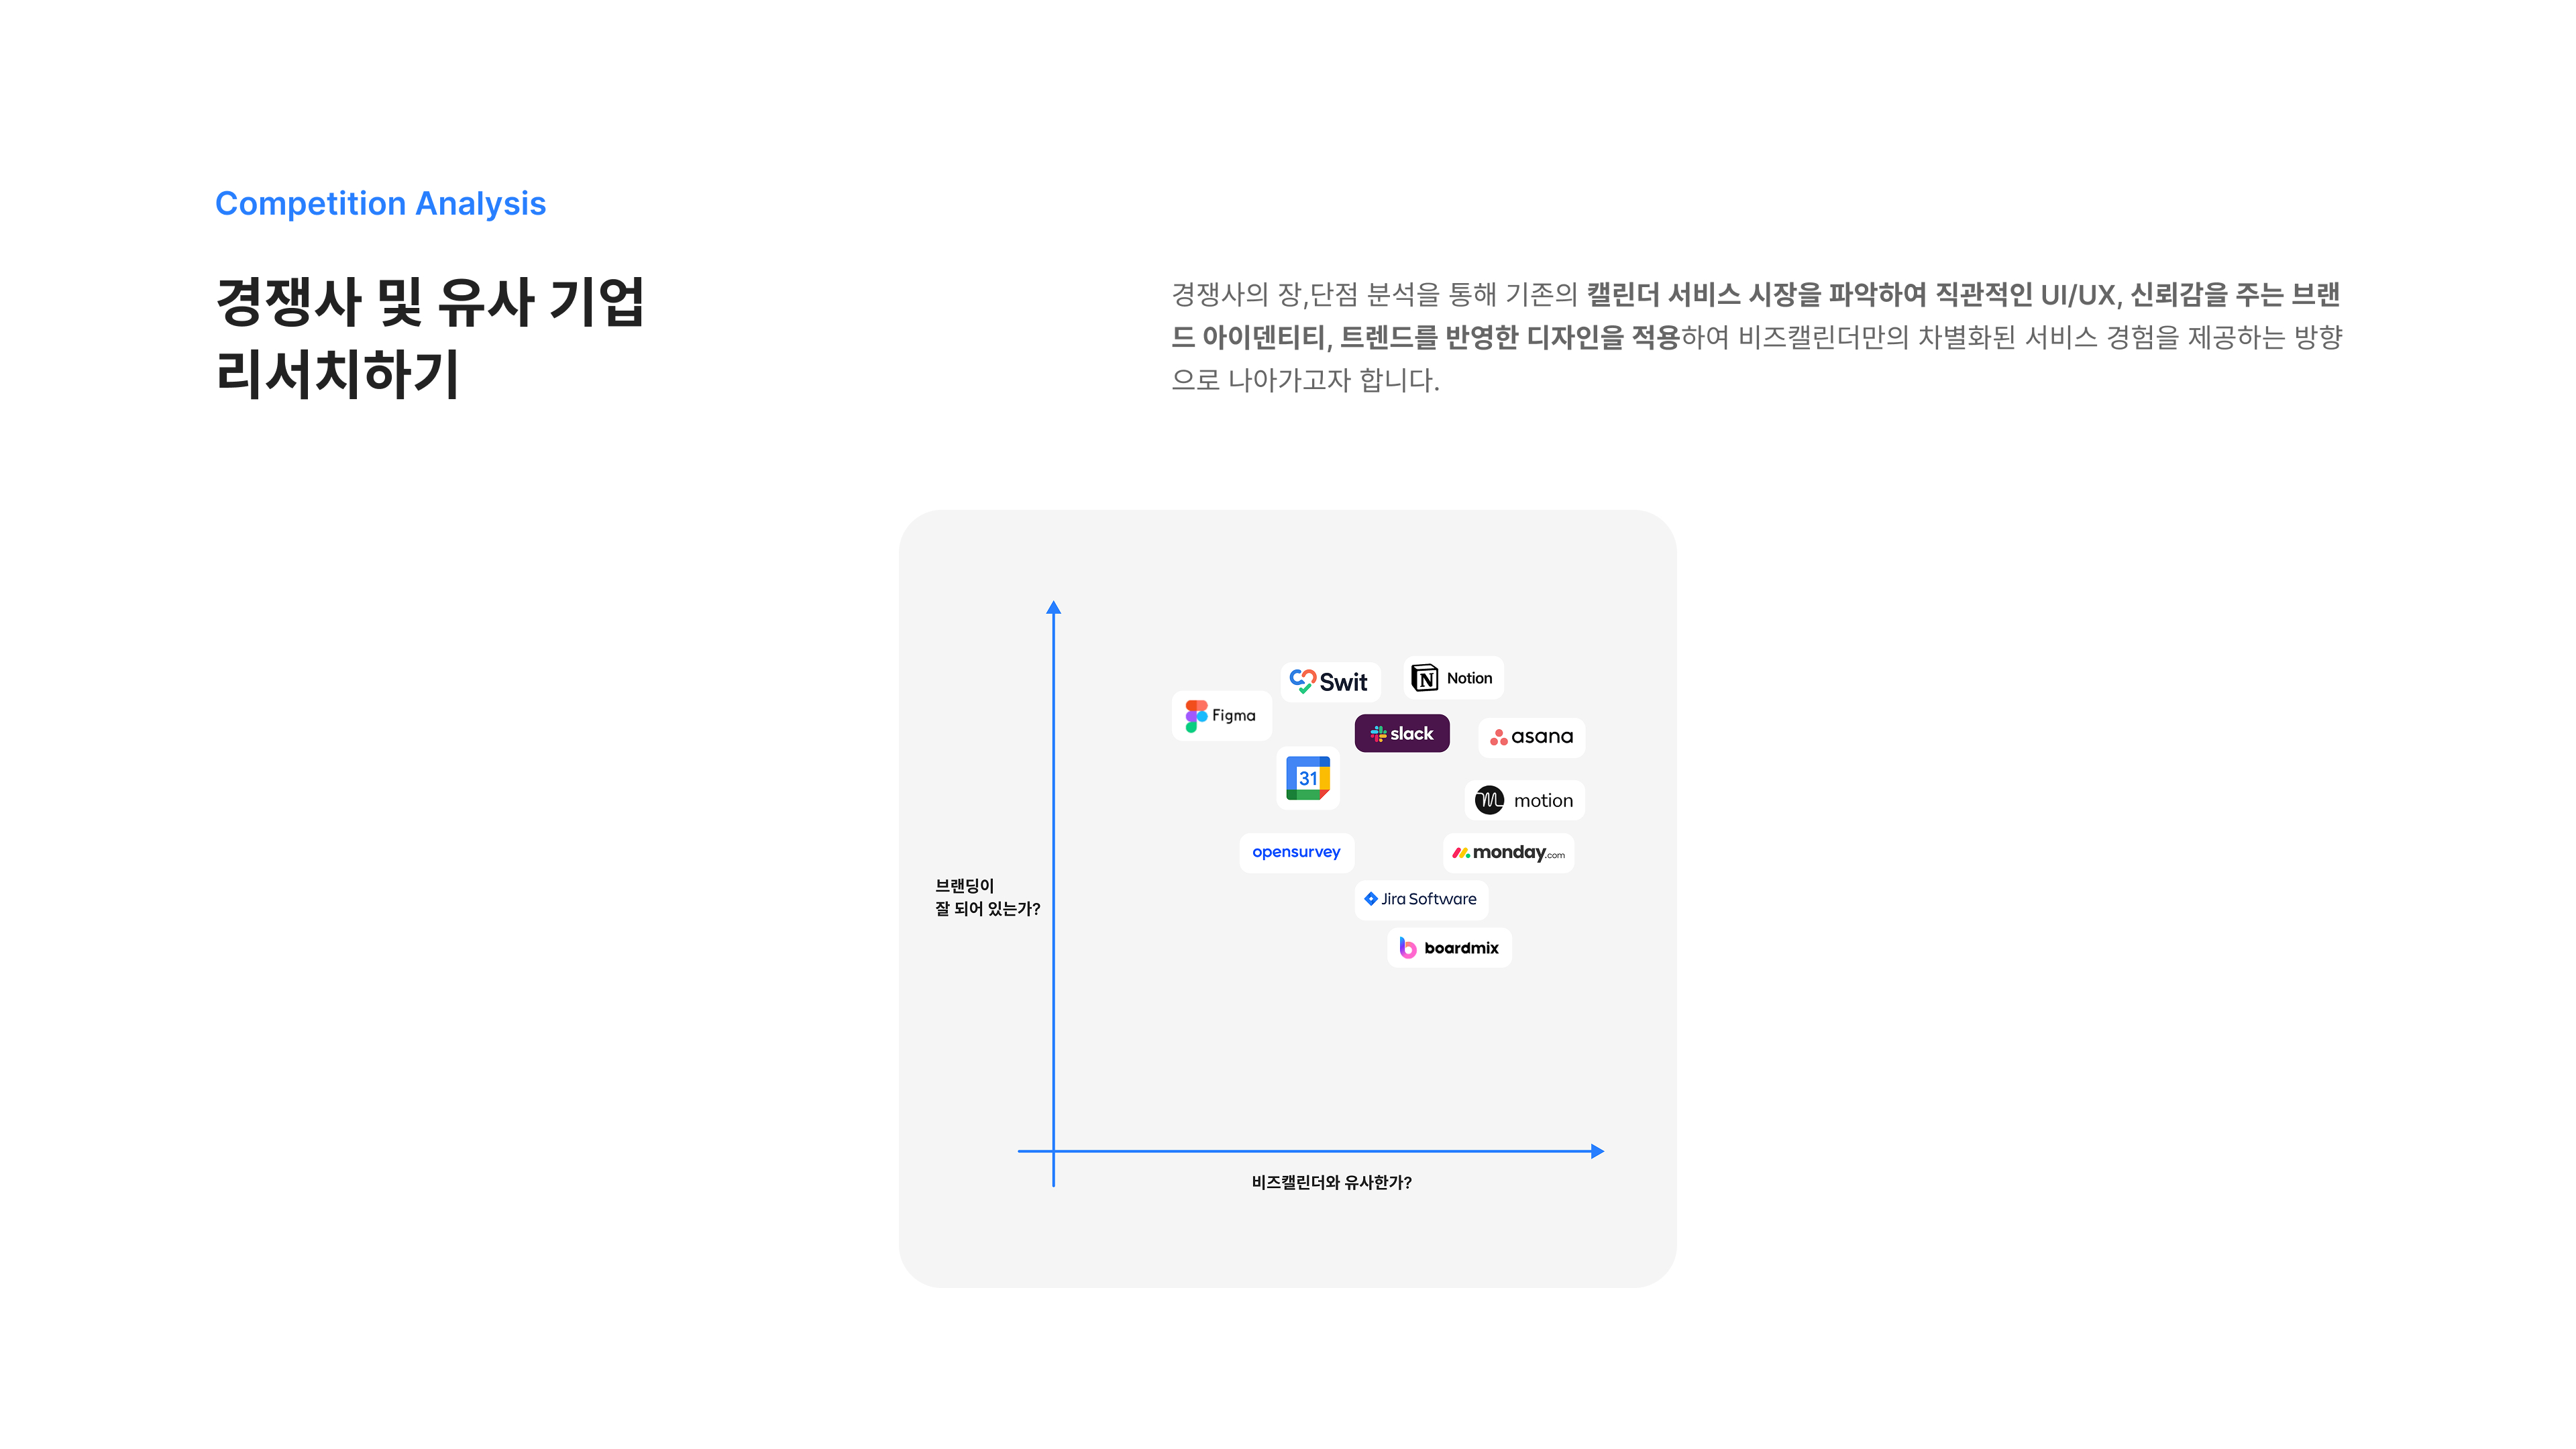 Competition Analysis
경쟁사 및 유사 기업
리서치하기
경쟁사의 장,단점 분석을 통해 기존의 캘린더 서비스 시장을 파악하여 직관적인 UI/UX, 신뢰감을 주는 브랜
드 아이덴티티, 트렌드를 반영한 디자인을 적용하여 비즈캘린더만의 차별화된 서비스 경험을 제공하는 방향
으로 나아가고자 합니다.
Swit
N Notion
Figma
slack
asana
31
motion
opensurvey
monday.com
브랜딩이
잘 되어 있는가?
Jira Software
boardmix
비즈캘린더와 유사한가?